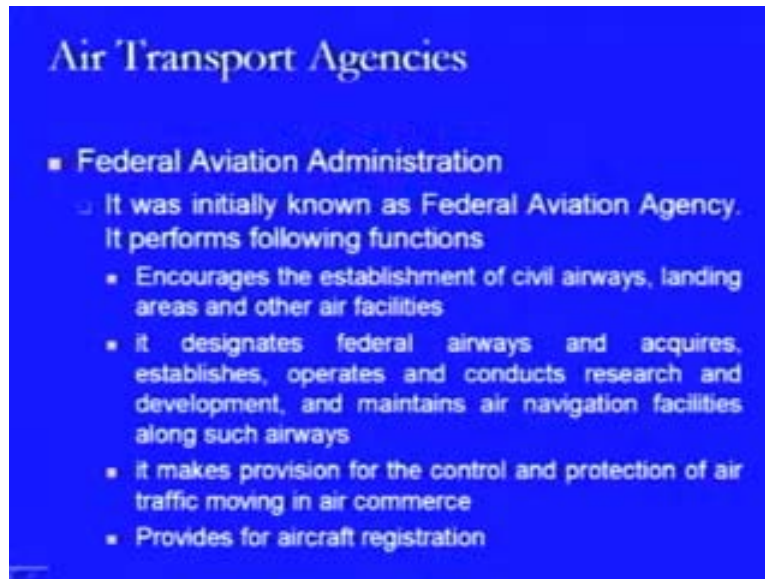 Air Transport Agencies
Federal Aviation Administration
It was initially known as Federal Aviation Agency.
It performs following functions
Encourages the establishment of civil airways, landing
areas and other air facilities
it designates federal airways and acquires,
establishes, operates and conducts research and
development, and maintains air navigation facilities
along such airways
it makes provision for the control and protection of air
traffic moving in air commerce
Provides for aircraft registration